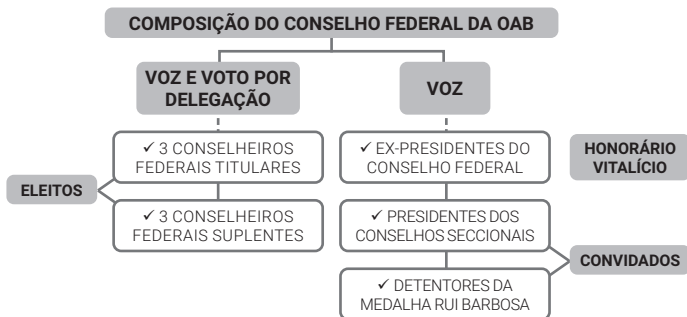 COMPOSIÇÃO DO CONSELHO FEDERAL DA OAB
VOZ E VOTO POR
DELEGAÇÃO
VOZ
✓ 3 CONSELHEIROS
FEDERAIS TITULARES
✓ EX-PRESIDENTES DO
CONSELHO FEDERAL
HONORÁRIO
VITALÍCIO
ELEITOS
✓ 3 CONSELHEIROS
FEDERAIS SUPLENTES
✓ PRESIDENTES DOS
CONSELHOS SECCIONAIS
CONVIDADOS
✓ DETENTORES DA
MEDALHA RUI BARBOSA